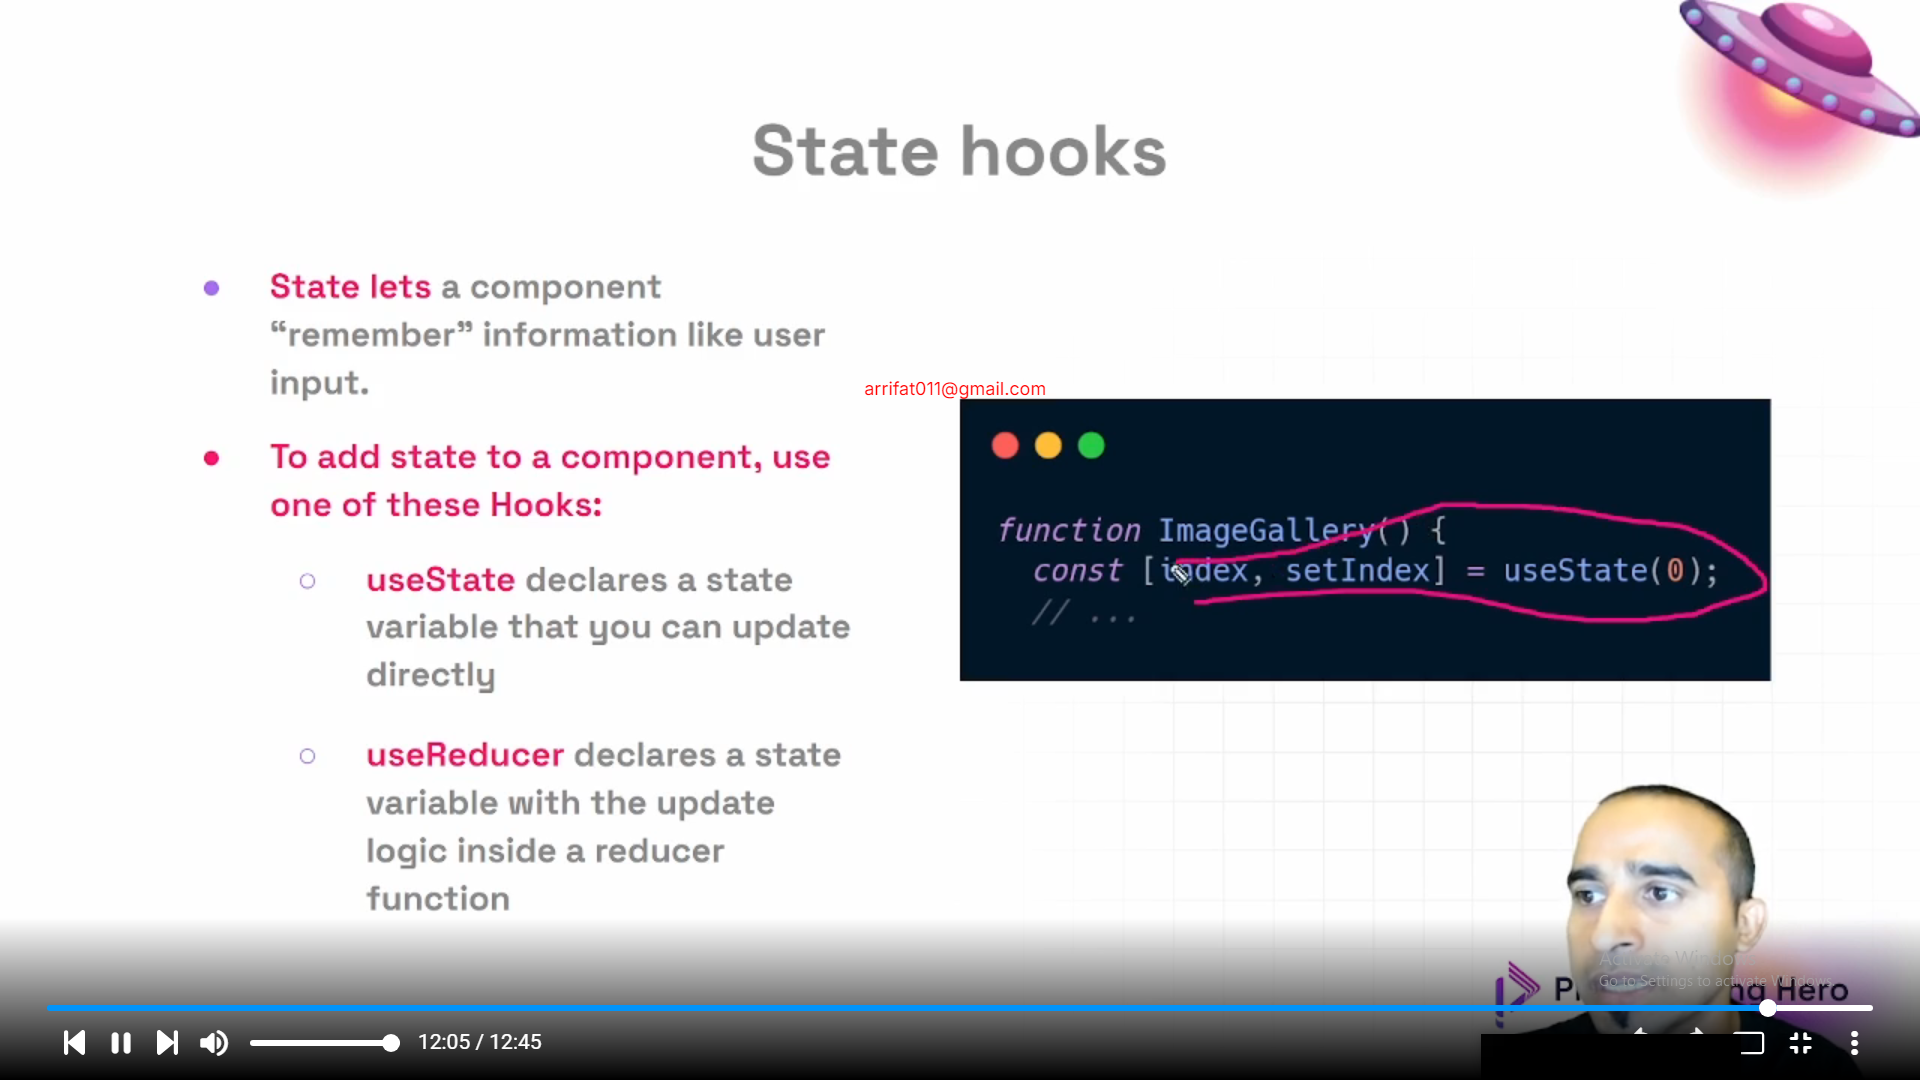 State hooks
State lets a component
“remember” information like user
input.
To add state to a component, use
one of these Hooks:
useState declares a state
variable that you can update
directly
useReducer declares a state
variable with the update
logic inside a reducer
function
arrifat011@gmail.com
function ImageGallery() {
const [index, setIndex] = useState(0);
// ...
Activate Windo
Go to Settings to activate Windows.
Hero
12:05 / 12:45